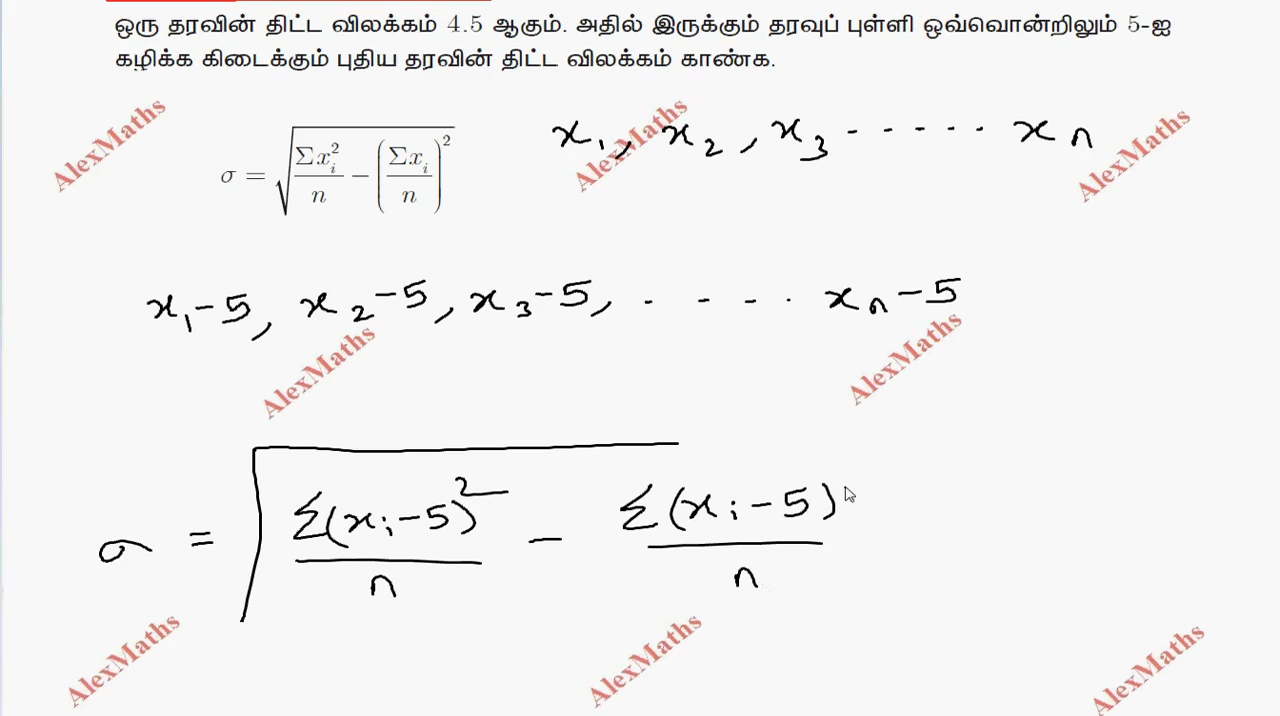 ஒரு தரவின் திட்ட விலக்கம் 4.5 ஆகும். அதில் இருக்கும் தரவுப் புள்ளி ஒவ்வொன்றிலும் 5-ஐ
கழிக்க கிடைக்கும் புதிய தரவின் திட்ட விலக்கம் காண்க.
AlexMaths AlexMaths AlexMaths
σ = √(Σx_i²/n − (Σx_i/n)²) x₁, x₂, x₃ ------ xₙ
x₁-5, x₂-5, x₃-5, . - - - . xₙ-5
AlexMaths AlexMaths
σ = √(Σ(x_i-5)²/n - Σ(x_i-5)/n
AlexMaths AlexMaths AlexMaths